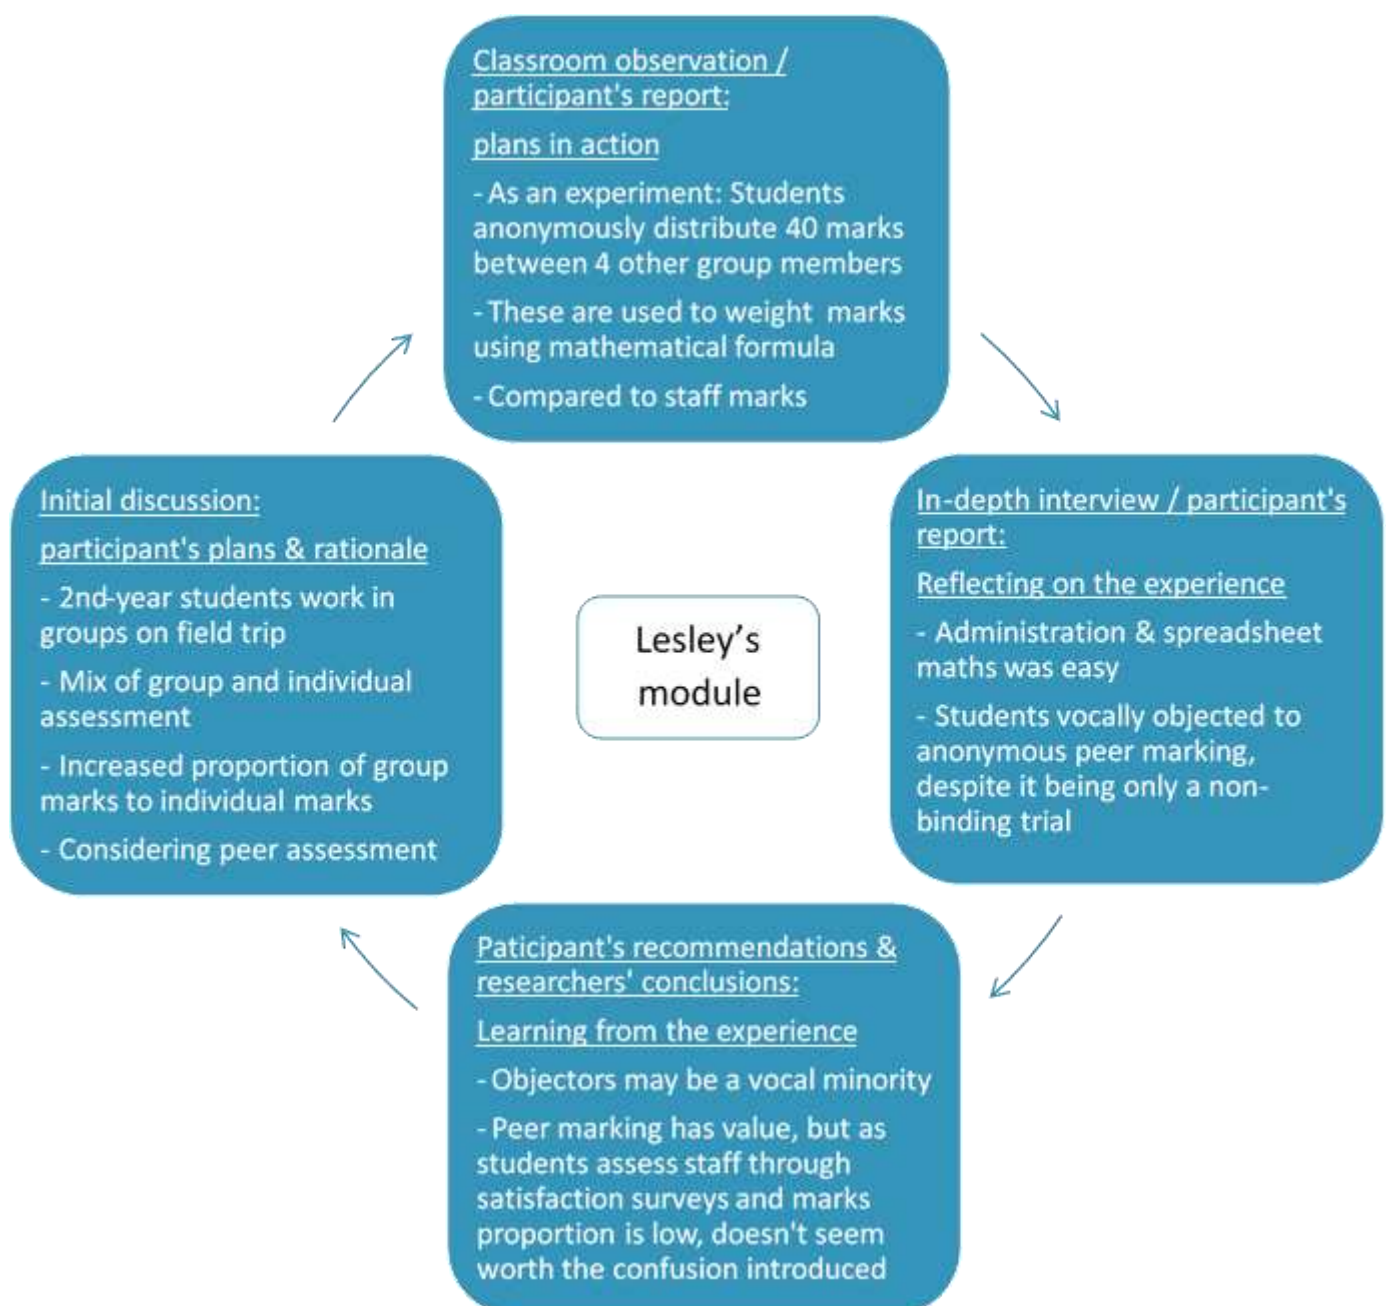 Classroom observation /
participant's report:
plans in action
- As an experiment: Students
anonymously distribute 40 marks
between 4 other group members
- These are used to weight marks
using mathematical formula
- Compared to staff marks
In-depth interview / participant's
report:
Reflecting on the experience
- Administration & spreadsheet
maths was easy
- Students vocally objected to
anonymous peer marking,
despite it being only a non-
binding trial
Paticipant's recommendations &
researchers' conclusions:
Learning from the experience
- Objectors may be a vocal minority
- Peer marking has value, but as
students assess staff through
satisfaction surveys and marks
proportion is low, doesn't seem
worth the confusion introduced
Initial discussion:
participant's plans & rationale
- 2nd-year students work in
groups on field trip
- Mix of group and individual
assessment
- Increased proportion of group
marks to individual marks
- Considering peer assessment
Lesley’s
module